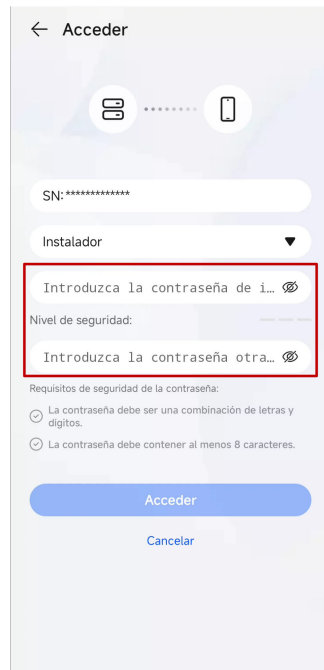 Acceder
SN:*************
Instalador
Introduzca la contraseña de i…
Nivel de seguridad:
Introduzca la contraseña otra…
Requisitos de seguridad de la contraseña:
La contraseña debe ser una combinación de letras y
dígitos.
La contraseña debe contener al menos 8 caracteres.
Acceder
Cancelar